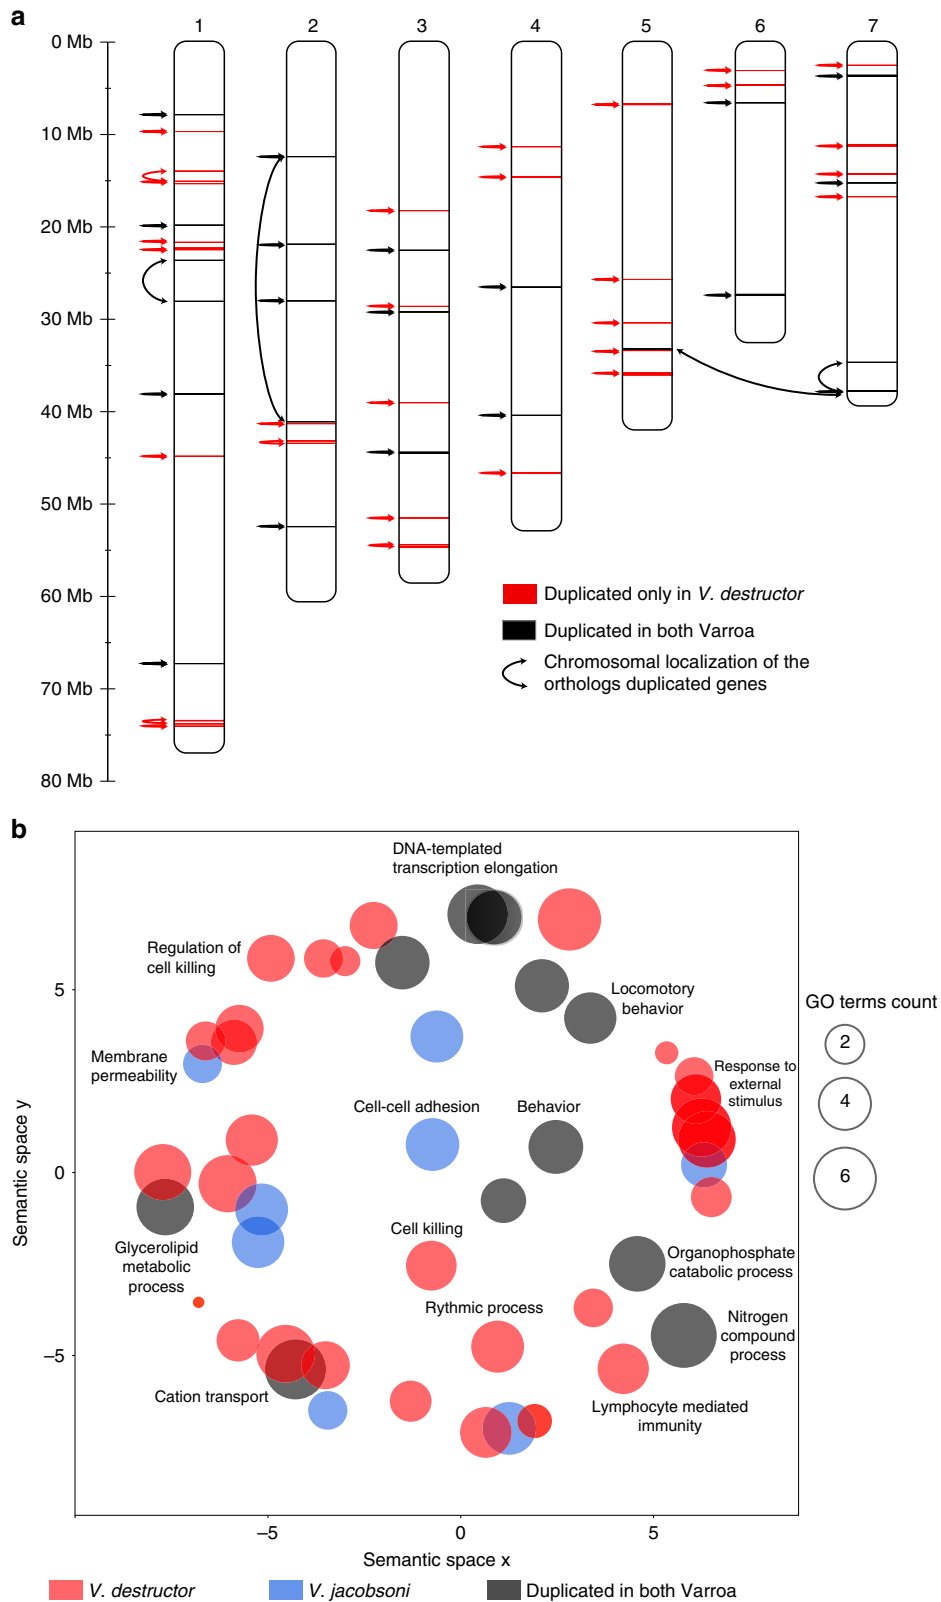 a
1 2 3 4 5 6 7
0 Mb
10 Mb
20 Mb
30 Mb
40 Mb
50 Mb
60 Mb
70 Mb
80 Mb
Duplicated only in V. destructor
Duplicated in both Varroa
Chromosomal localization of the
orthologs duplicated genes
b
DNA-templated
transcription elongation
Regulation of
cell killing
Locomotory
behavior
Membrane
permeability
Response to
external
stimulus
Cell-cell adhesion
Behavior
Cell killing
Glycerolipid
metabolic
process
Organophosphate
catabolic process
Rythmic process
Nitrogen
compound
process
Cation transport
Lymphocyte mediated
immunity
GO terms count
2
4
6
Semantic space y
5
0
–5
–5 0 5
Semantic space x
V. destructor
V. jacobsoni
Duplicated in both Varroa